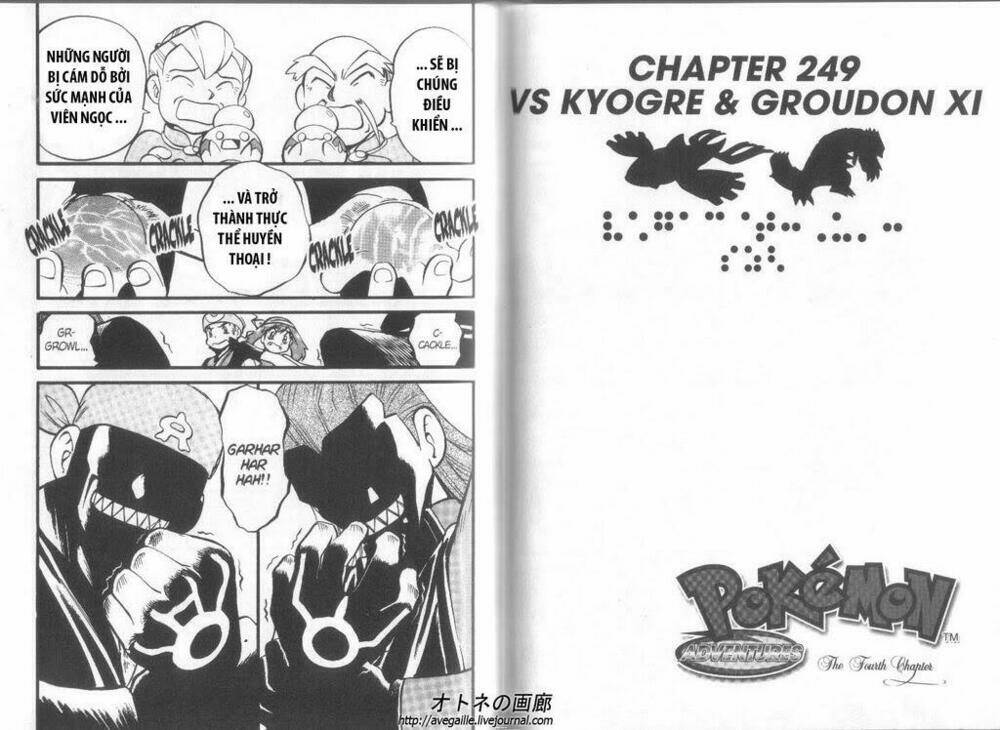 NHỮNG NGƯỜI
BỊ CÁM DỖ BỞI
SỨC MẠNH CỦA
VIÊN NGỌC ...
... SẼ BỊ
CHÚNG
ĐIỀU
KHIỂN ...
... VÀ TRỞ
THÀNH THỰC
THỂ HUYỀN
THOẠI !
CRACKLE
CRACKLE
CRACKLE
CRACKLE
GR-
GROWL...
C-
CACKLE...
GARHAR
HAR
HAH!!
CHAPTER 249
VS KYOGRE & GROUDON XI
POKéMON
TM
ADVENTURES
The Fourth Chapter
オトネの画廊
http://avegaille.livejournal.com